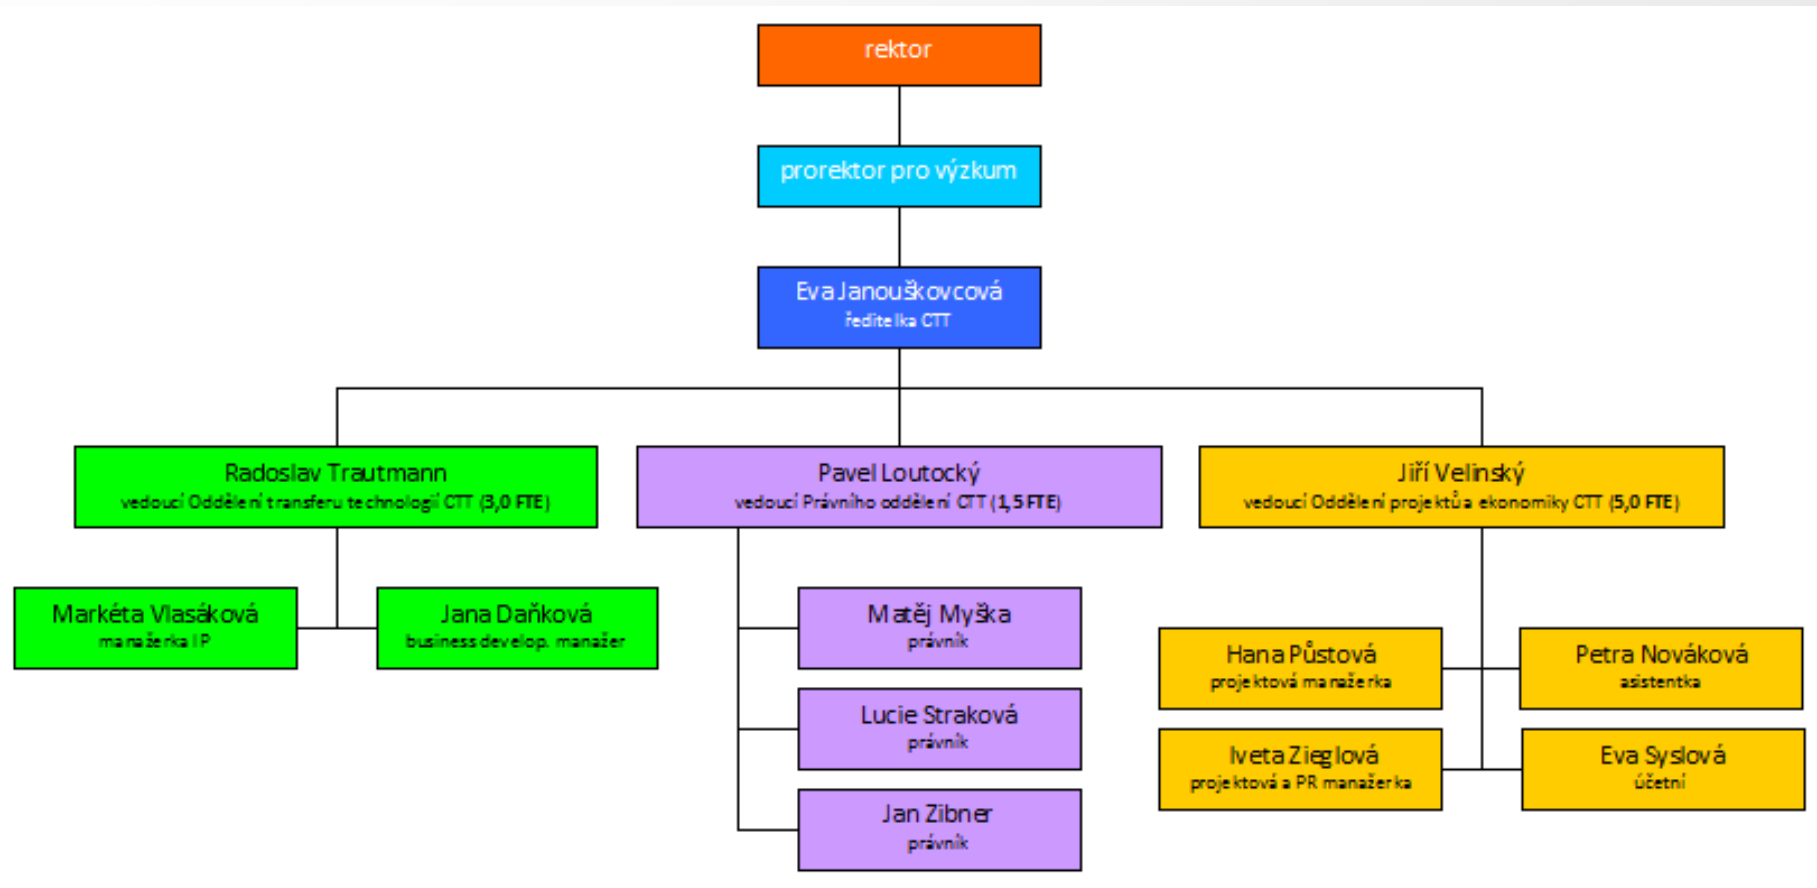 rektor
prorektor pro výzkum
Eva Janouškovcová
ředitelka CTT
Radoslav Trautmann
vedoucí Oddělení transferu technologií CTT (3,0 FTE)
Pavel Loutocký
vedoucí Právního oddělení CTT (1,5 FTE)
Jiří Velinský
vedoucí Oddělení projektů a ekonomiky CTT (5,0 FTE)
Markéta Vlasáková
manažerka IP
Jana Daňková
business develop. manažer
Matěj Myška
právník
Lucie Straková
právník
Jan Zibner
právník
Hana Půstová
projektová manažerka
Petra Nováková
asistentka
Iveta Zieglová
projektová a PR manažerka
Eva Syslová
účetní